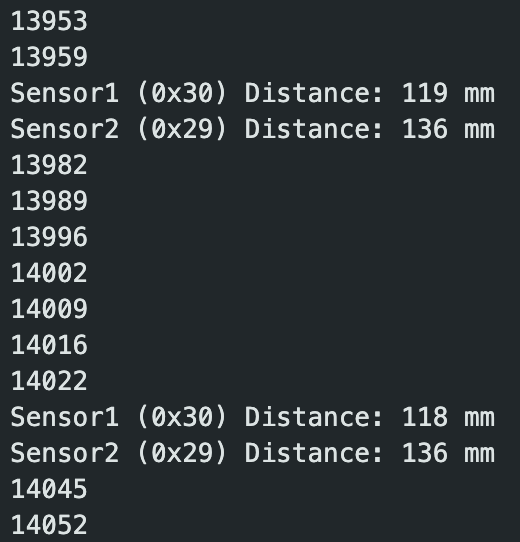 13953
13959
Sensor1 (0x30) Distance: 119 mm
Sensor2 (0x29) Distance: 136 mm
13982
13989
13996
14002
14009
14016
14022
Sensor1 (0x30) Distance: 118 mm
Sensor2 (0x29) Distance: 136 mm
14045
14052